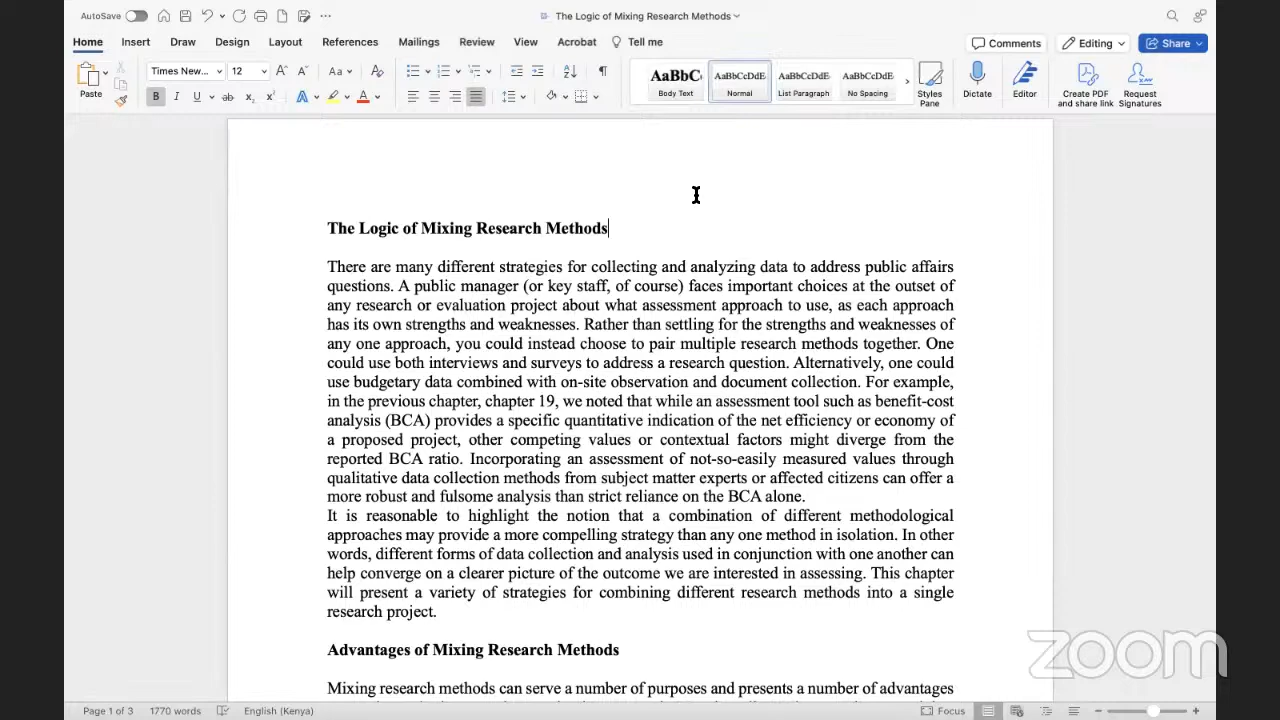 AutoSave
The Logic of Mixing Research Methods
Home Insert Draw Design Layout References Mailings Review View Acrobat Tell me
Comments Editing Share
Paste
Times New... 12
AaBbC AaBbCcDdE AaBbCcDdE AaBbCcDdE
Body Text Normal List Paragraph No Spacing
Styles Pane
Dictate
Editor
Create PDF and share link
Request Signatures
The Logic of Mixing Research Methods
There are many different strategies for collecting and analyzing data to address public affairs
questions. A public manager (or key staff, of course) faces important choices at the outset of
any research or evaluation project about what assessment approach to use, as each approach
has its own strengths and weaknesses. Rather than settling for the strengths and weaknesses of
any one approach, you could instead choose to pair multiple research methods together. One
could use both interviews and surveys to address a research question. Alternatively, one could
use budgetary data combined with on-site observation and document collection. For example,
in the previous chapter, chapter 19, we noted that while an assessment tool such as benefit-cost
analysis (BCA) provides a specific quantitative indication of the net efficiency or economy of
a proposed project, other competing values or contextual factors might diverge from the
reported BCA ratio. Incorporating an assessment of not-so-easily measured values through
qualitative data collection methods from subject matter experts or affected citizens can offer a
more robust and fulsome analysis than strict reliance on the BCA alone.
It is reasonable to highlight the notion that a combination of different methodological
approaches may provide a more compelling strategy than any one method in isolation. In other
words, different forms of data collection and analysis used in conjunction with one another can
help converge on a clearer picture of the outcome we are interested in assessing. This chapter
will present a variety of strategies for combining different research methods into a single
research project.
Advantages of Mixing Research Methods
Mixing research methods can serve a number of purposes and presents a number of advantages
zoom
Page 1 of 3 1770 words English (Kenya) Focus